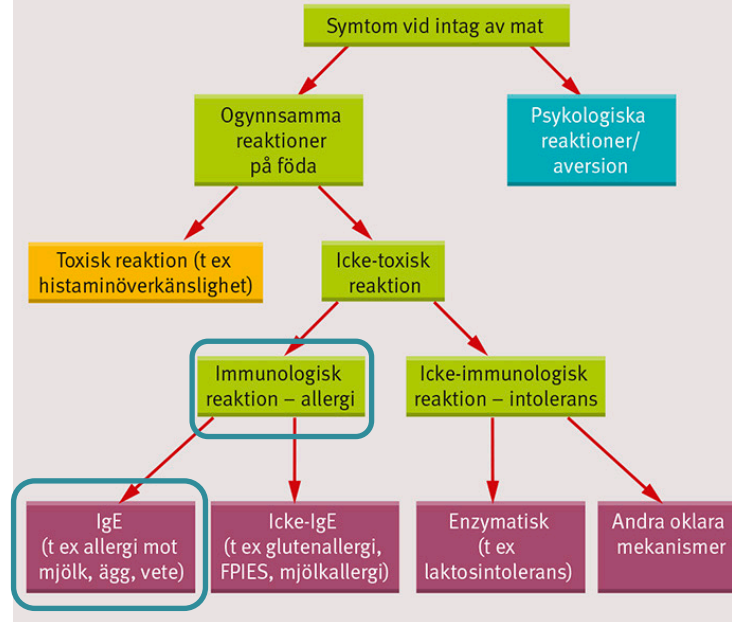 Symtom vid intag av mat
Ogynnsamma
reaktioner
på föda
Psykologiska
reaktioner/
aversion
Toxisk reaktion (t ex
histaminöverkänslighet)
Icke-toxisk
reaktion
Immunologisk
reaktion – allergi
Icke-immunologisk
reaktion – intolerans
IgE
(t ex allergi mot
mjölk, ägg, vete)
Icke-IgE
(t ex glutenallergi,
FPIES, mjölkallergi)
Enzymatisk
(t ex
laktosintolerans)
Andra oklara
mekanismer